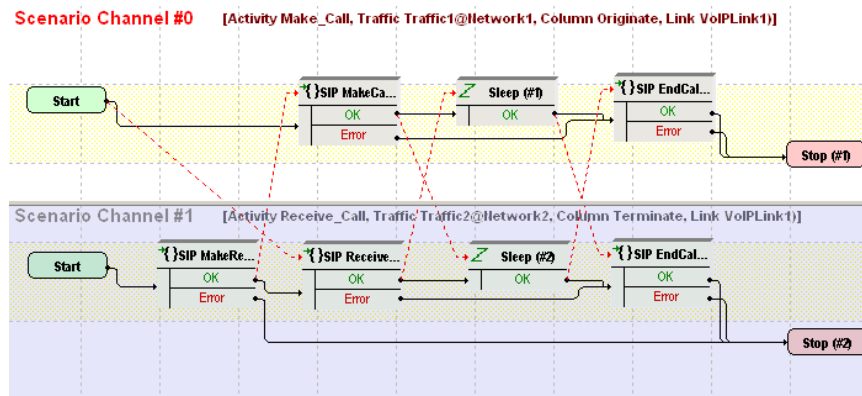 Scenario Channel #0 [Activity Make_Call, Traffic Traffic1@Network1, Column Originate, Link VoIPLink1)]
Start
{}SIP MakeCa...
OK
Error
Sleep (#1)
OK
{}SIP EndCal...
OK
Error
Stop (#1)
Scenario Channel #1 [Activity Receive_Call, Traffic Traffic2@Network2, Column Terminate, Link VoIPLink1)]
Start
{}SIP MakeRe...
OK
Error
{}SIP Receive...
OK
Error
Sleep (#2)
OK
{}SIP EndCal...
OK
Error
Stop (#2)